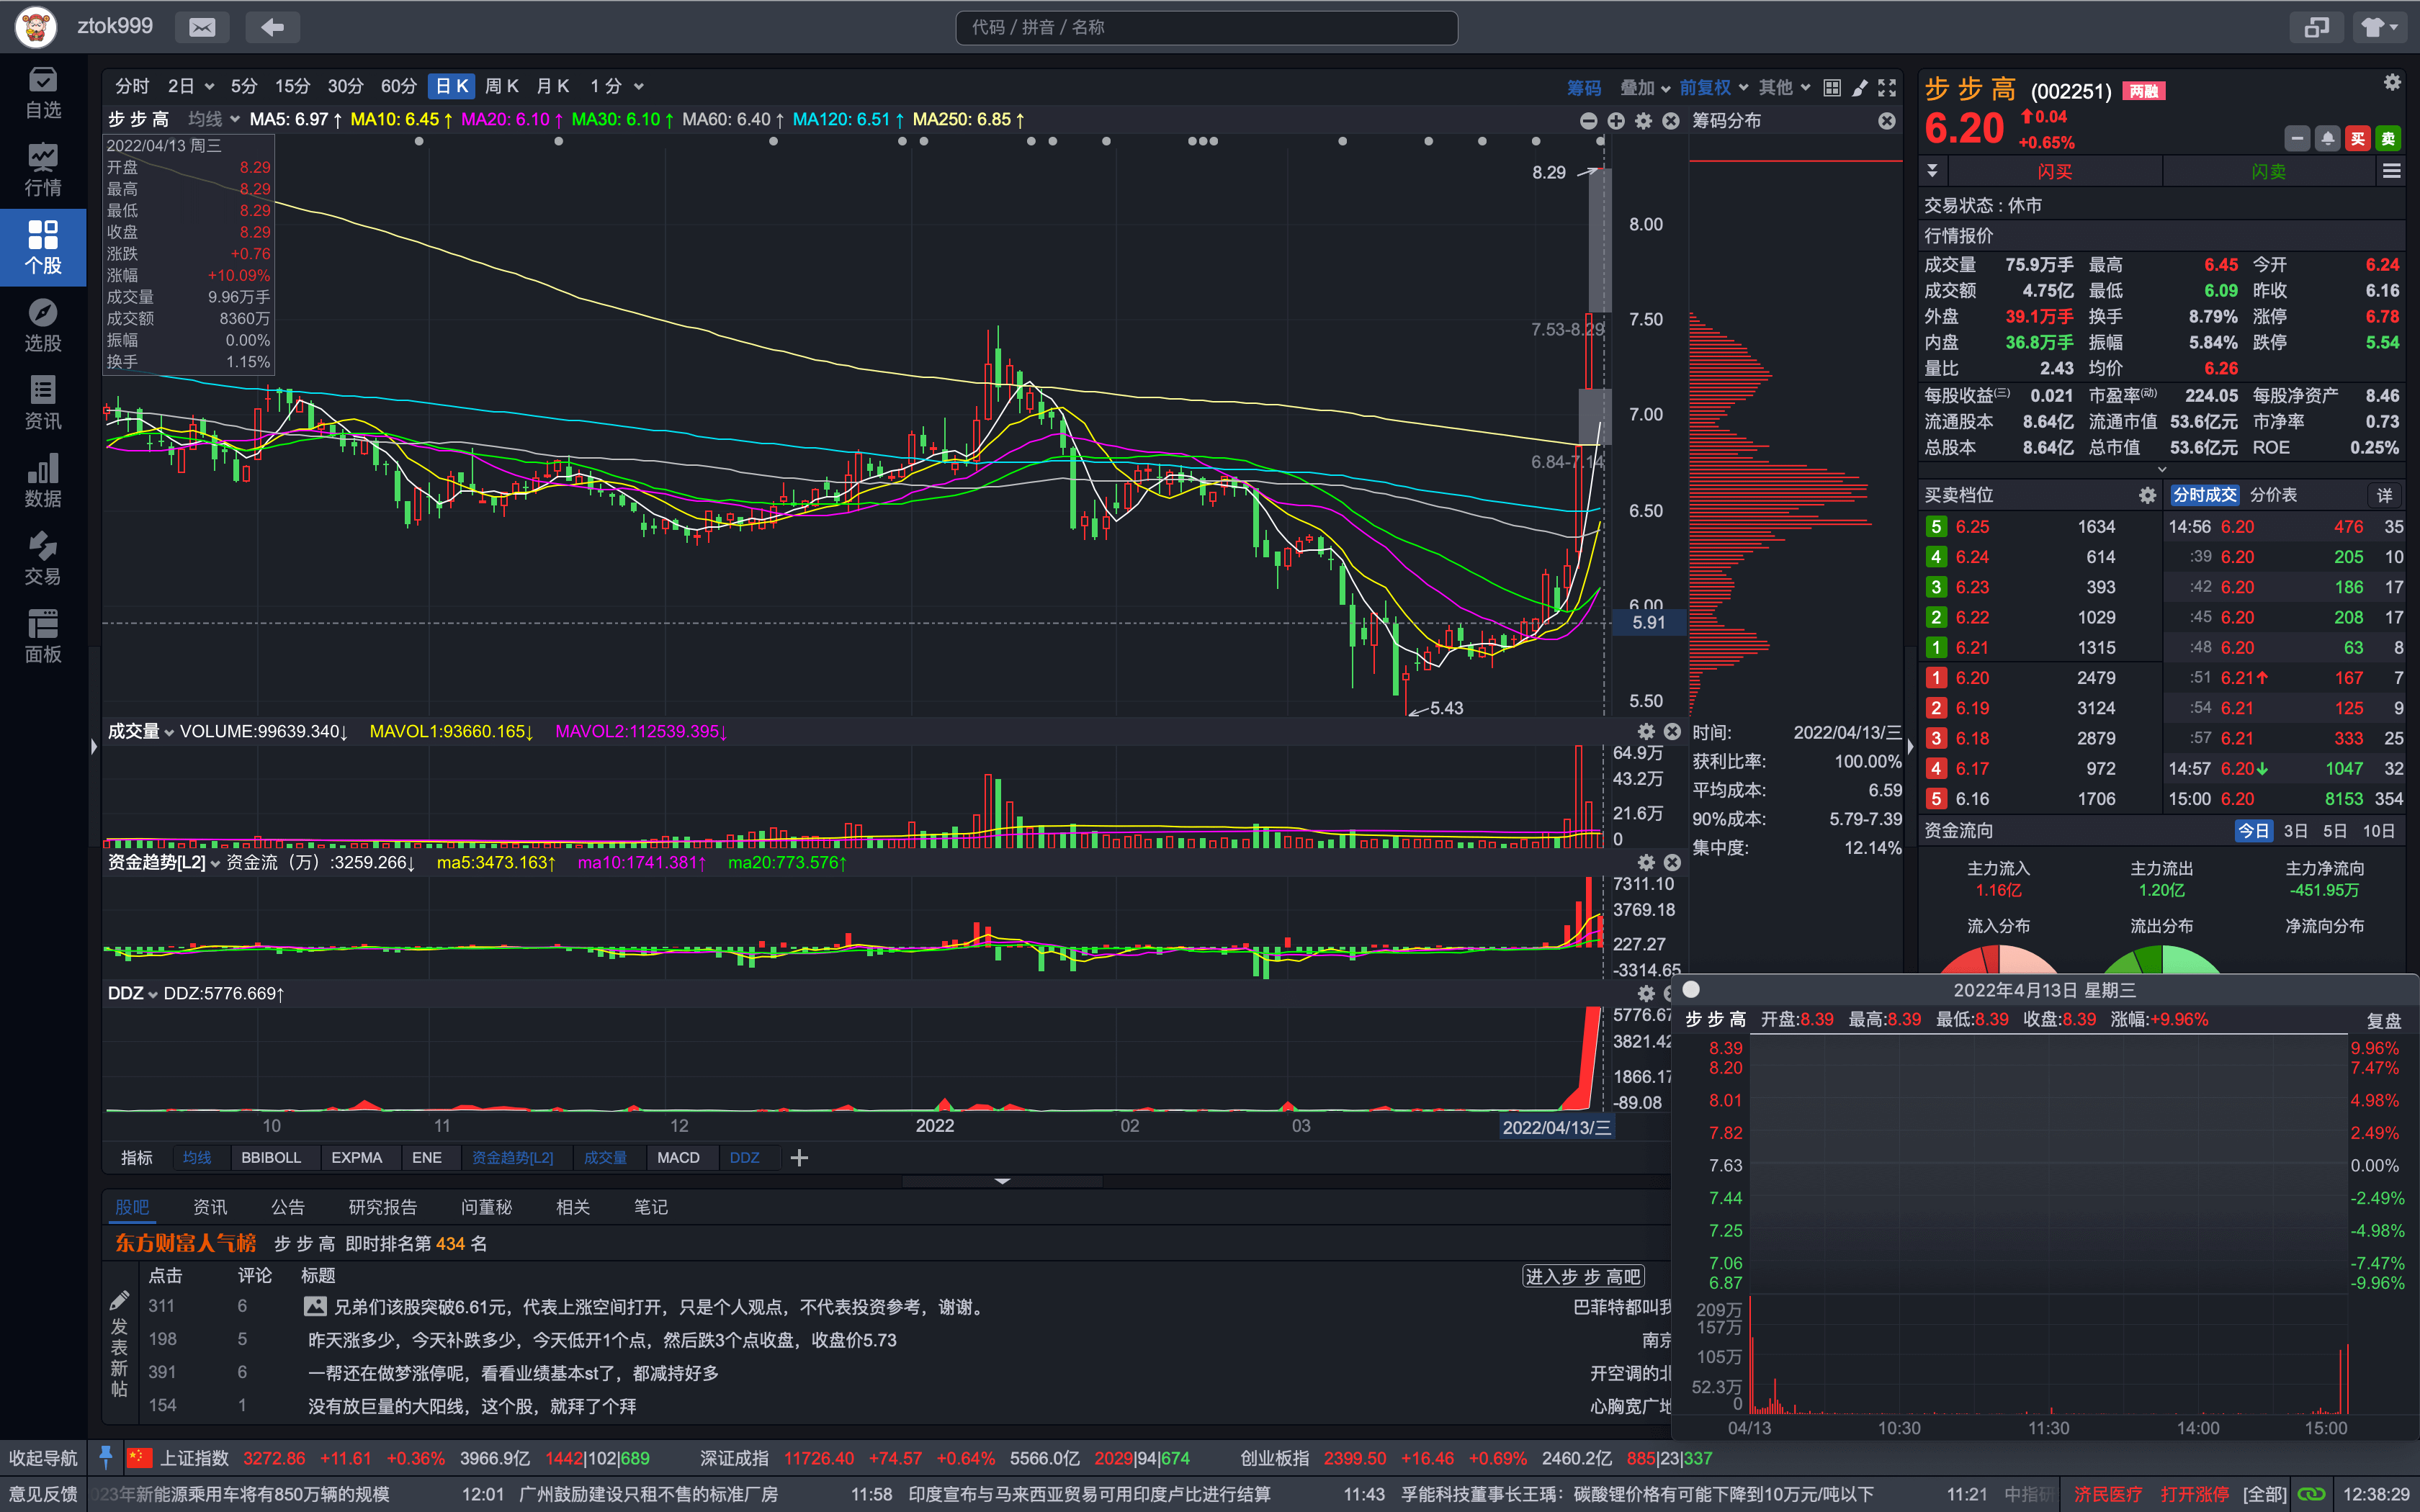 ztok999
代码 / 拼音 / 名称
自选
行情
个股
选股
资讯
数据
交易
面板
分时 2日 5分 15分 30分 60分 日K 周K 月K 1分
筹码 叠加 前复权 其他
步步高 均线 MA5: 6.97↑ MA10: 6.45↑ MA20: 6.10↑ MA30: 6.10↑ MA60: 6.40↑ MA120: 6.51↑ MA250: 6.85↑
筹码分布
2022/04/13 周三
开盘 8.29
最高 8.29
最低 8.29
收盘 8.29
涨跌 +0.76
涨幅 +10.09%
成交量 9.96万手
成交额 8360万
振幅 0.00%
换手 1.15%
8.29
7.53-8.29
6.84-7.14
5.43
8.00
7.50
7.00
6.50
6.00
5.91
5.50
成交量 VOLUME:99639.340↓ MAVOL1:93660.165↓ MAVOL2:112539.395↓
64.9万
43.2万
21.6万
0
时间: 2022/04/13/三
获利比率: 100.00%
平均成本: 6.59
90%成本: 5.79-7.39
集中度: 12.14%
资金趋势[L2] 资金流（万）:3259.266↓ ma5:3473.163↑ ma10:1741.381↑ ma20:773.576↑
7311.10
3769.18
227.27
-3314.65
DDZ DDZ:5776.669↑
5776.67
3821.42
1866.17
-89.08
10 11 12 2022 02 03 2022/04/13/三
指标 均线 BBIBOLL EXPMA ENE 资金趋势[L2] 成交量 MACD DDZ
股吧 资讯 公告 研究报告 问董秘 相关 笔记
东方财富人气榜 步步高 即时排名第 434 名
点击 评论 标题
进入步步高吧
发表新帖
311 6 兄弟们该股突破6.61元，代表上涨空间打开，只是个人观点，不代表投资参考，谢谢。 巴菲特都叫我
198 5 昨天涨多少，今天补跌多少，今天低开1个点，然后跌3个点收盘，收盘价5.73 南京
391 6 一帮还在做梦涨停呢，看看业绩基本st了，都减持好多 开空调的北
154 1 没有放巨量的大阳线，这个股，就拜了个拜 心胸宽广地
步步高 (002251) 两融
6.20 0.04
+0.65%
买 卖
闪买 闪卖
交易状态 : 休市
行情报价
成交量 75.9万手 最高 6.45 今开 6.24
成交额 4.75亿 最低 6.09 昨收 6.16
外盘 39.1万手 换手 8.79% 涨停 6.78
内盘 36.8万手 振幅 5.84% 跌停 5.54
量比 2.43 均价 6.26
每股收益(三) 0.021 市盈率(动) 224.05 每股净资产 8.46
流通股本 8.64亿 流通市值 53.6亿元 市净率 0.73
总股本 8.64亿 总市值 53.6亿元 ROE 0.25%
买卖档位 分时成交 分价表 详
5 6.25 1634
4 6.24 614
3 6.23 393
2 6.22 1029
1 6.21 1315
1 6.20 2479
2 6.19 3124
3 6.18 2879
4 6.17 972
5 6.16 1706
14:56 6.20 476 35
:39 6.20 205 10
:42 6.20 186 17
:45 6.20 208 17
:48 6.20 63 8
:51 6.21↑ 167 7
:54 6.21 125 9
:57 6.21 333 25
14:57 6.20↓ 1047 32
15:00 6.20 8153 354
资金流向 今日 3日 5日 10日
主力流入 主力流出 主力净流向
1.16亿 1.20亿 -451.95万
流入分布 流出分布 净流向分布
2022年4月13日 星期三
步步高 开盘:8.39 最高:8.39 最低:8.39 收盘:8.39 涨幅:+9.96% 复盘
8.39 9.96%
8.20 7.47%
8.01 4.98%
7.82 2.49%
7.63 0.00%
7.44 -2.49%
7.25 -4.98%
7.06 -7.47%
6.87 -9.96%
209万
157万
105万
52.3万
0
04/13 10:30 11:30 14:00 15:00
收起导航 上证指数 3272.86 +11.61 +0.36% 3966.9亿 1442|102|689 深证成指 11726.40 +74.57 +0.64% 5566.0亿 2029|94|674 创业板指 2399.50 +16.46 +0.69% 2460.2亿 885|23|337
意见反馈 023年新能源乘用车将有850万辆的规模 12:01 广州鼓励建设只租不售的标准厂房 11:58 印度宣布与马来西亚贸易可用印度卢比进行结算 11:43 孚能科技董事长王瑀：碳酸锂价格有可能下降到10万元/吨以下 11:21 中指研 济民医疗 打开涨停 [全部] 12:38:29